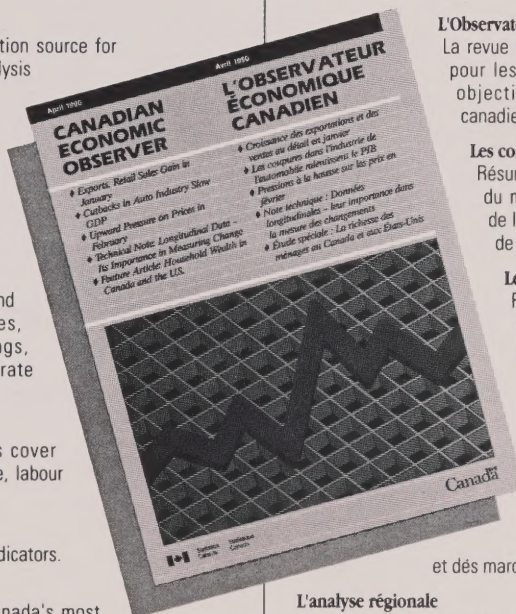 tion source for
lysis
nd
es,
ngs,
rate
s cover
e, labour
dicators.
nada's most
April 1990
CANADIAN
ECONOMIC
OBSERVER
♦ Exports, Retail Sales Gain in
January
♦ Cutbacks in Auto Industry Slow
GDP
♦ Upward Pressure on Prices in
February
♦ Technical Note: Longitudinal Data –
Its Importance in Measuring Change
♦ Feature Article: Household Wealth in
Canada and the U.S.
Avril 1990
L'OBSERVATEUR
ÉCONOMIQUE
CANADIEN
♦ Croissance des exportations et des
ventes au détail en janvier
♦ Les coupures dans l'industrie de
l'automobile ralentissent le PIB
♦ Pressions à la hausse sur les prix en
février
♦ Note technique : Données
longitudinales – leur importance dans
la mesure des changements
♦ Étude spéciale : La richesse des
ménages au Canada et aux États-Unis
Statistics Statistique
Canada Canada
Canada
L'Observate
La revue
pour les
objecti
canadie
Les co
Résur
du n
de l
de
Le
F
et dés marc
L'analyse régionale